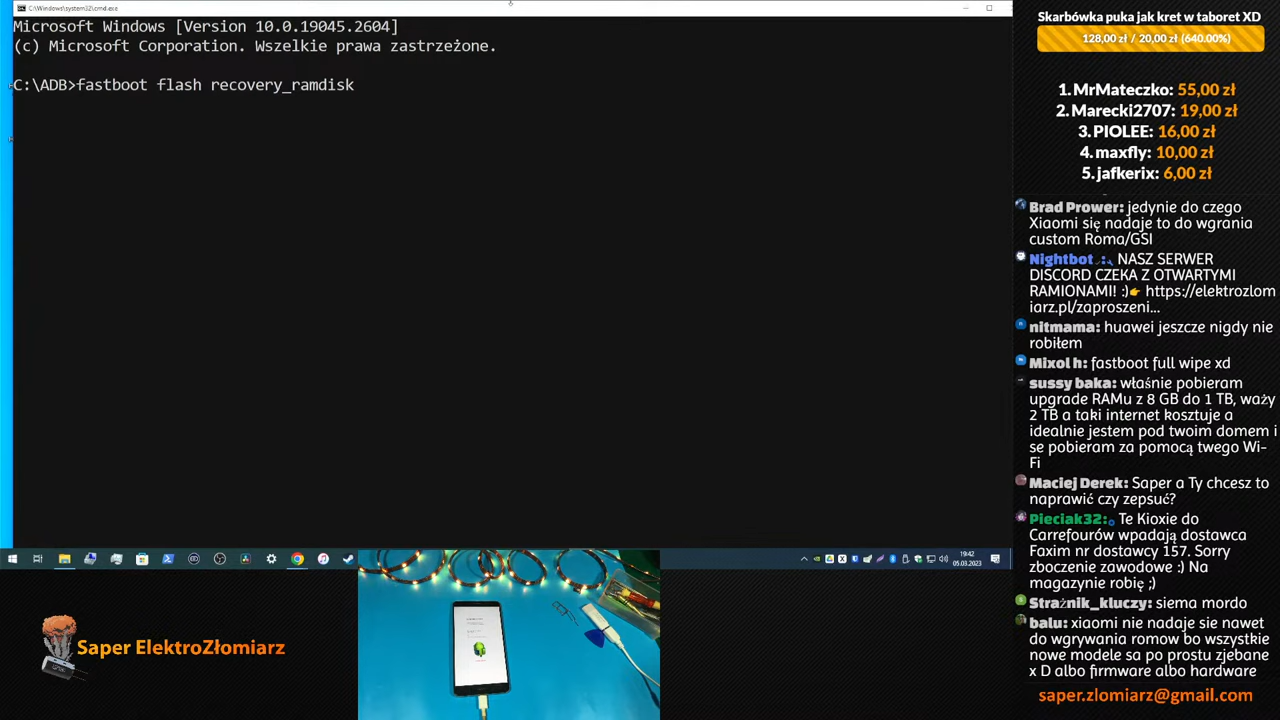 C:\Windows\system32\cmd.exe
Microsoft Windows [Version 10.0.19045.2604]
(c) Microsoft Corporation. Wszelkie prawa zastrzeżone.
C:\ADB>fastboot flash recovery_ramdisk
19:42
05.03.2023
Saper ElektroZłomiarz
Skarbówka puka jak kret w taboret XD
128,00 zł / 20,00 zł (640.00%)
1. MrMateczko: 55,00 zł
2. Marecki2707: 19,00 zł
3. PIOLEE: 16,00 zł
4. maxfly: 10,00 zł
5. jafkerix: 6,00 zł
Brad Prower: jedynie do czego
Xiaomi się nadaje to do wgrania
custom Roma/GSI
Nightbot : NASZ SERWER
DISCORD CZEKA Z OTWARTYMI
RAMIONAMI! :)👉 https://elektrozlom
iarz.pl/zaproszeni...
nitmama: huawei jeszcze nigdy nie
robiłem
Mixol h: fastboot full wipe xd
sussy baka: właśnie pobieram
upgrade RAMu z 8 GB do 1 TB, waży
2 TB a taki internet kosztuje a
idealnie jestem pod twoim domem i
se pobieram za pomocą twego Wi-
Fi
Maciej Derek: Saper a Ty chcesz to
naprawić czy zepsuć?
Pieciak32: Te Kioxie do
Carrefourów wpadają dostawca
Faxim nr dostawcy 157. Sorry
zboczenie zawodowe :) Na
magazynie robię ;)
Strażnik_kluczy: siema mordo
balu: xiaomi nie nadaje sie nawet
do wgrywania romow bo wszystkie
nowe modele sa po prostu zjebane
x D albo firmware albo hardware
saper.zlomiarz@gmail.com